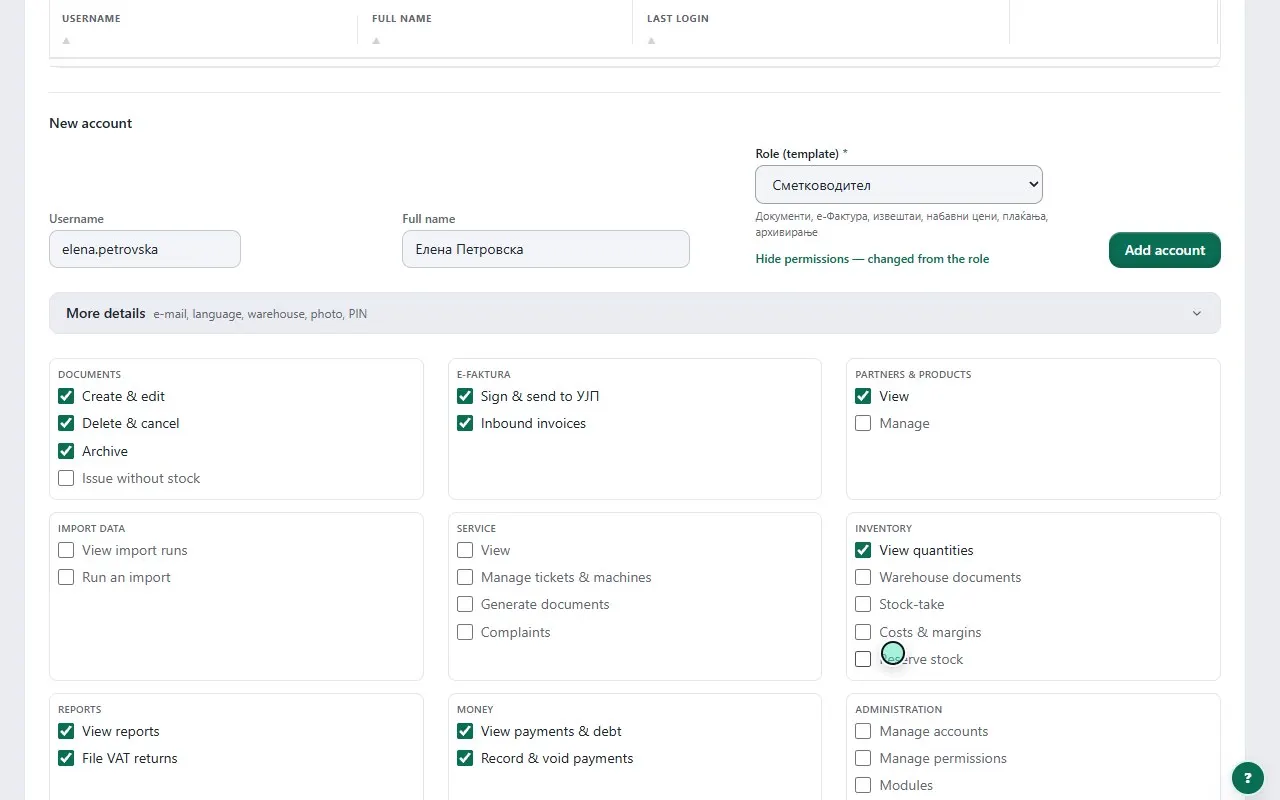 USERNAME FULL NAME LAST LOGIN
New account
Role (template) *
Сметководител
Документи, е-Фактура, извештаи, набавни цени, плаќања,
архивирање
Username Full name
elena.petrovska Елена Петровска
Add account
Hide permissions — changed from the role
More details e-mail, language, warehouse, photo, PIN
DOCUMENTS
Create & edit
Delete & cancel
Archive
Issue without stock
E-FAKTURA
Sign & send to УЈП
Inbound invoices
PARTNERS & PRODUCTS
View
Manage
IMPORT DATA
View import runs
Run an import
SERVICE
View
Manage tickets & machines
Generate documents
Complaints
INVENTORY
View quantities
Warehouse documents
Stock-take
Costs & margins
Reserve stock
REPORTS
View reports
File VAT returns
MONEY
View payments & debt
Record & void payments
ADMINISTRATION
Manage accounts
Manage permissions
Modules
?